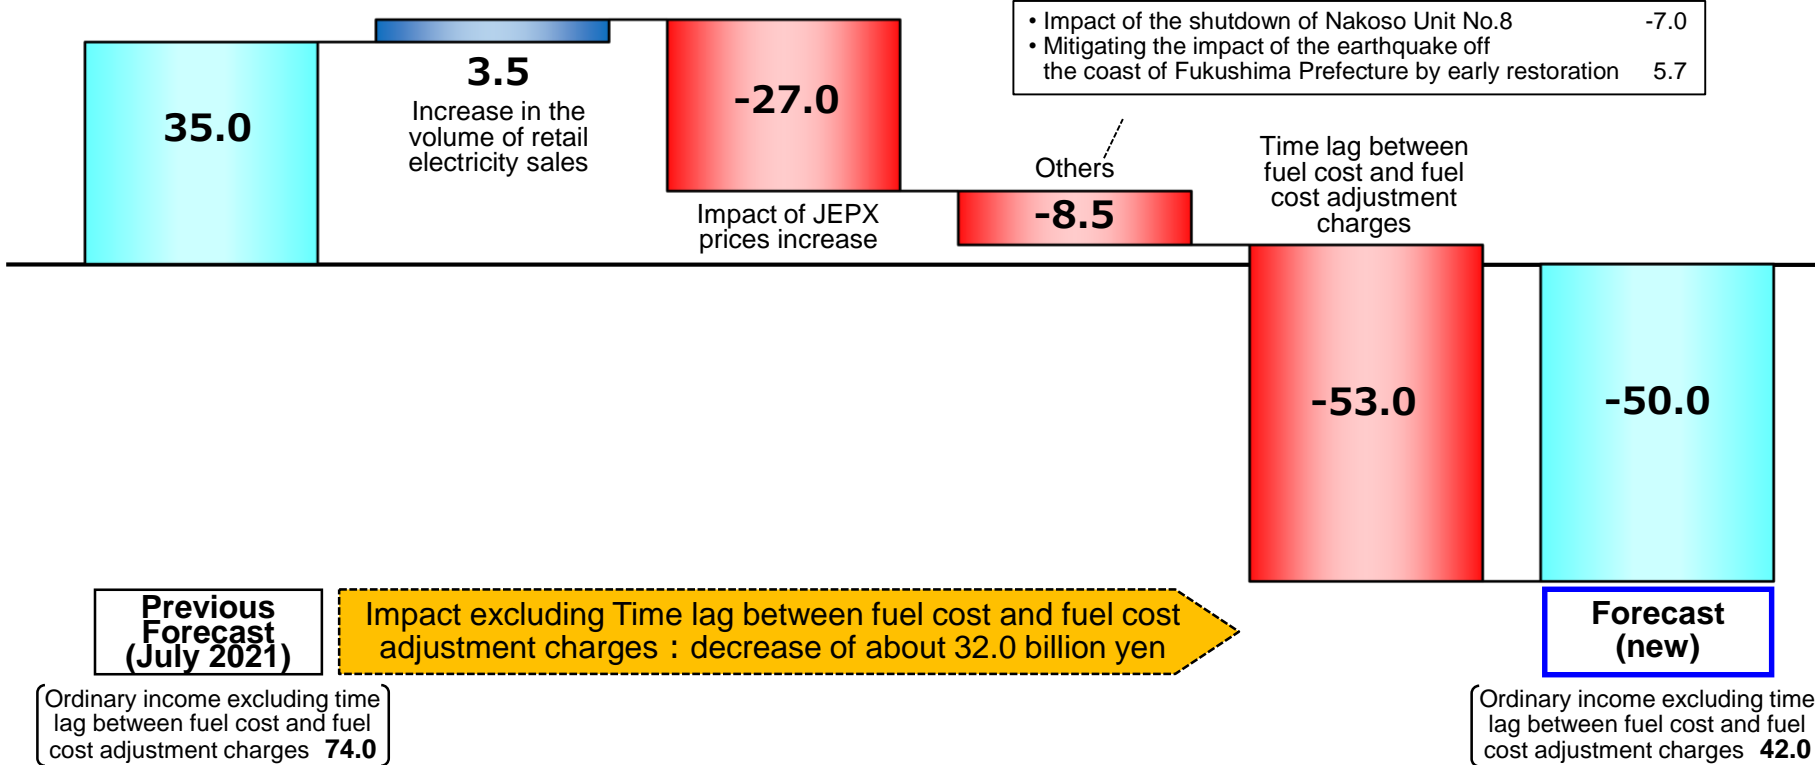 • Impact of the shutdown of Nakoso Unit No.8 -7.0
• Mitigating the impact of the earthquake off
the coast of Fukushima Prefecture by early restoration 5.7
35.0
3.5
Increase in the
volume of retail
electricity sales
-27.0
Impact of JEPX
prices increase
Others
-8.5
Time lag between
fuel cost and fuel
cost adjustment
charges
-53.0
-50.0
Previous
Forecast
(July 2021)
Impact excluding Time lag between fuel cost and fuel cost
adjustment charges : decrease of about 32.0 billion yen
Forecast
(new)
Ordinary income excluding time
lag between fuel cost and fuel
cost adjustment charges 74.0
Ordinary income excluding time
lag between fuel cost and fuel
cost adjustment charges 42.0